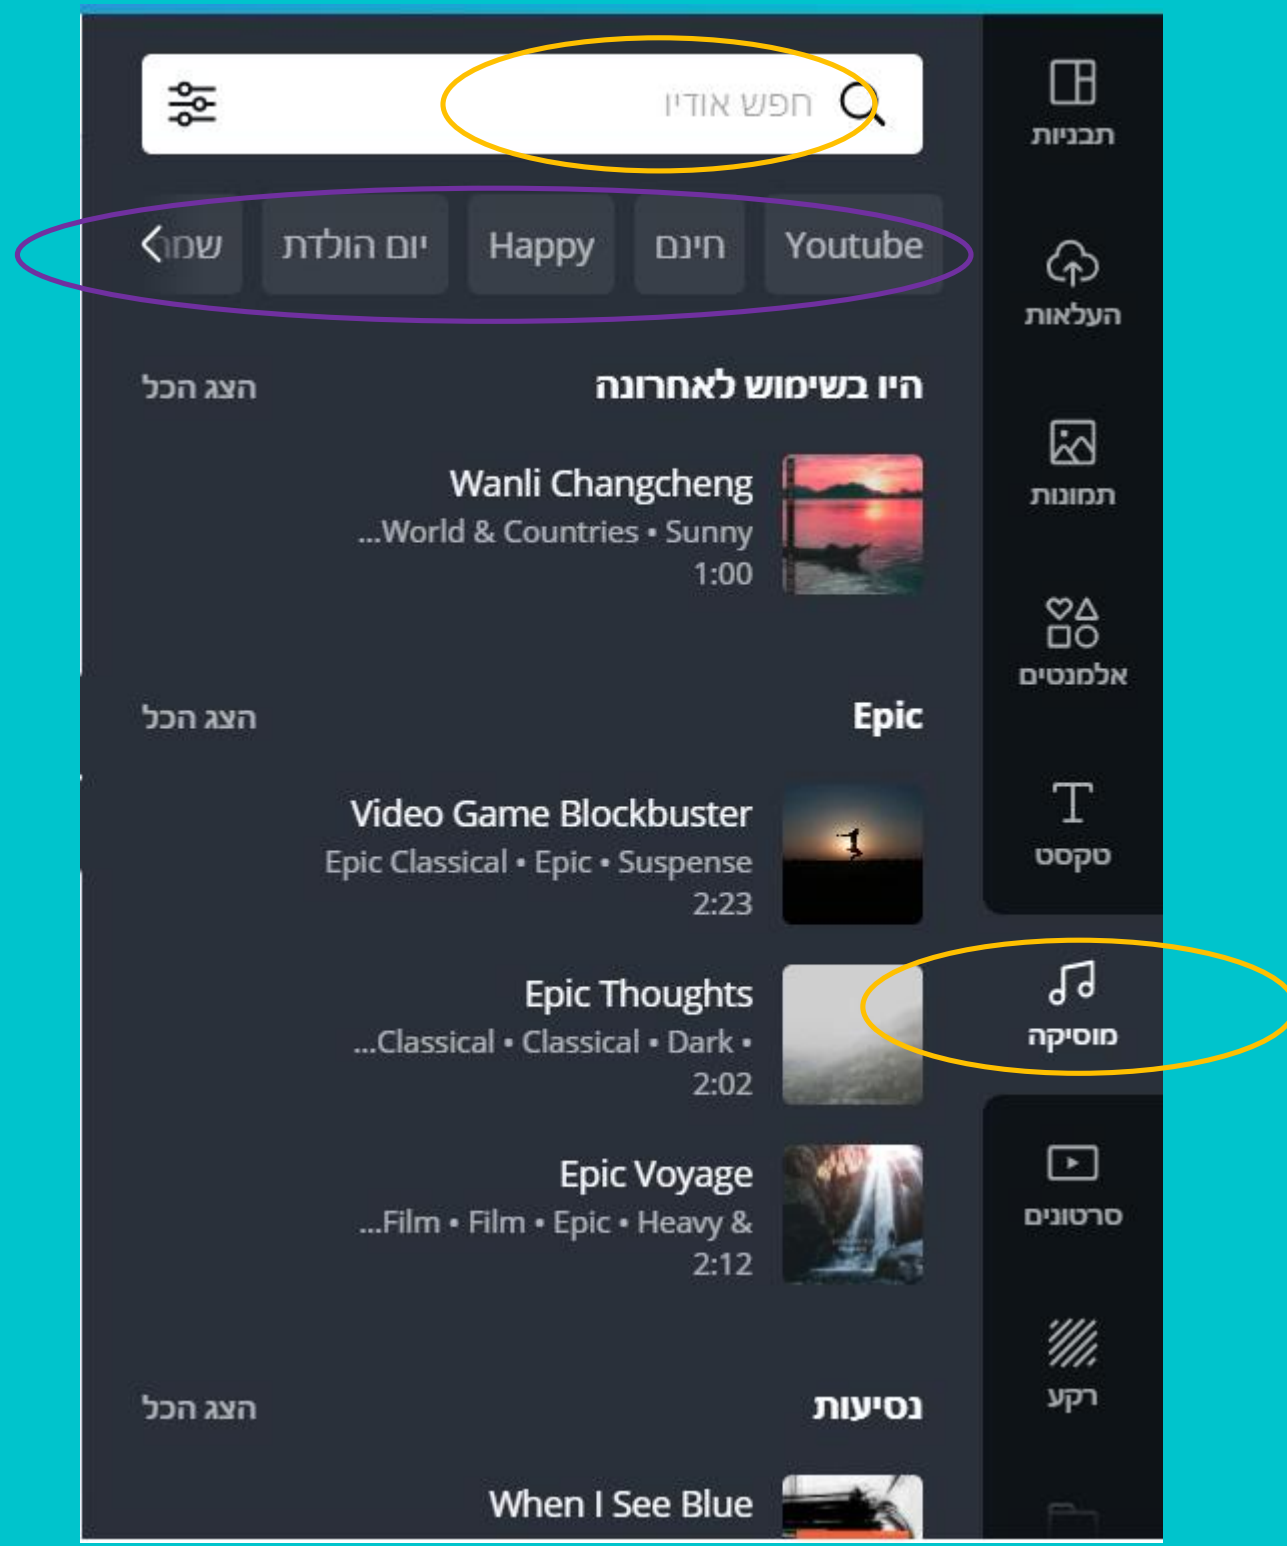 חפש אודיו
Youtube
חינם
Happy
יום הולדת
היו בשימוש לאחרונה
הצג הכל
Wanli Changcheng
World & Countries • Sunny...
1:00
Epic
הצג הכל
Video Game Blockbuster
Epic Classical • Epic • Suspense
2:23
Epic Thoughts
Classical • Classical • Dark •...
2:02
Epic Voyage
Film • Film • Epic • Heavy &...
2:12
נסיעות
הצג הכל
When I See Blue
תבניות
העלאות
תמונות
אלמנטים
טקסט
מוסיקה
סרטונים
רקע